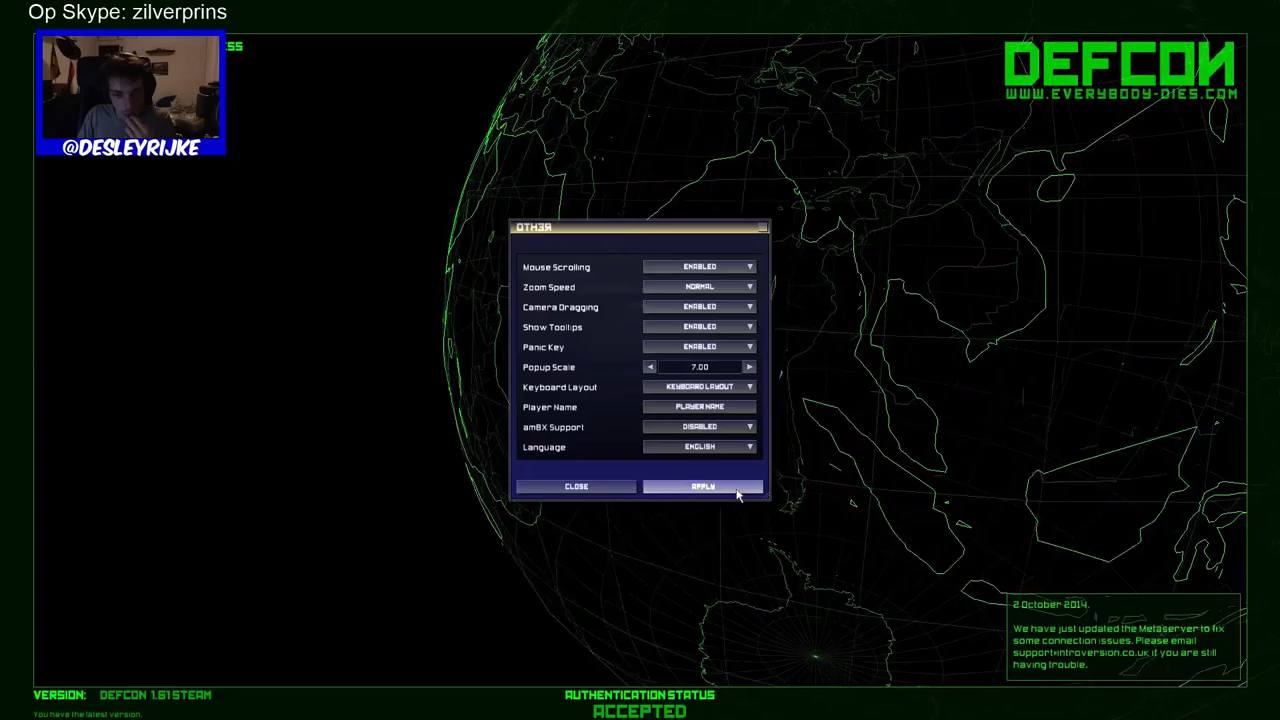 Op Skype: zilverprins
SS
@DESLEYRIJKE
DEFCON
WWW.EVERYBODY-DIES.COM
OTHER
Mouse Scrolling ENABLED
Zoom Speed NORMAL
Camera Dragging ENABLED
Show Tooltips ENABLED
Panic Key ENABLED
Popup Scale 7.00
Keyboard Layout KEYBOARD LAYOUT
Player Name PLAYER NAME
amBX Support DISABLED
Language ENGLISH
CLOSE APPLY
2 October 2014.
We have just updated the Metaserver to fix
some connection issues. Please email
support@introversion.co.uk if you are still
having trouble.
VERSION: DEFCON 1.61 STEAM
You have the latest version.
AUTHENTICATION STATUS
ACCEPTED